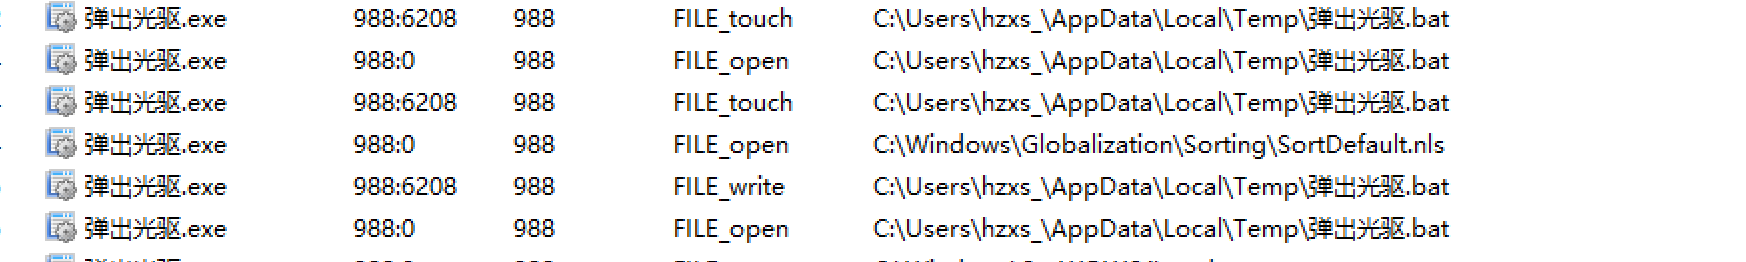 弹出光驱.exe 988:6208 988 FILE_touch C:\Users\hzxs_\AppData\Local\Temp\弹出光驱.bat
弹出光驱.exe 988:0 988 FILE_open C:\Users\hzxs_\AppData\Local\Temp\弹出光驱.bat
弹出光驱.exe 988:6208 988 FILE_touch C:\Users\hzxs_\AppData\Local\Temp\弹出光驱.bat
弹出光驱.exe 988:0 988 FILE_open C:\Windows\Globalization\Sorting\SortDefault.nls
弹出光驱.exe 988:6208 988 FILE_write C:\Users\hzxs_\AppData\Local\Temp\弹出光驱.bat
弹出光驱.exe 988:0 988 FILE_open C:\Users\hzxs_\AppData\Local\Temp\弹出光驱.bat